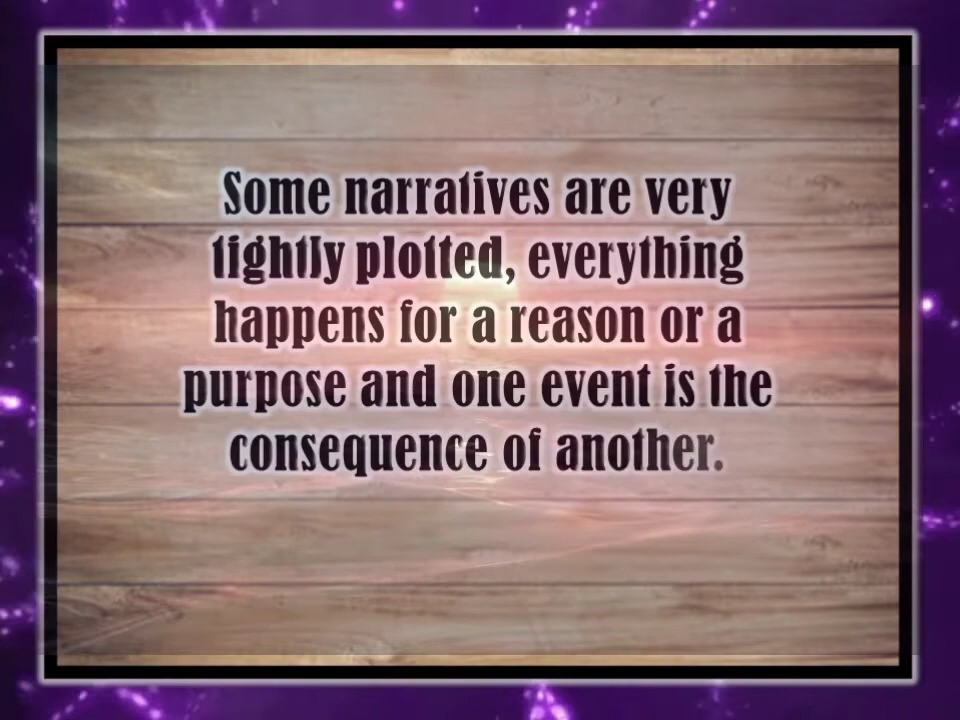 Some narratives are very
tightly plotted, everything
happens for a reason or a
purpose and one event is the
consequence of another.